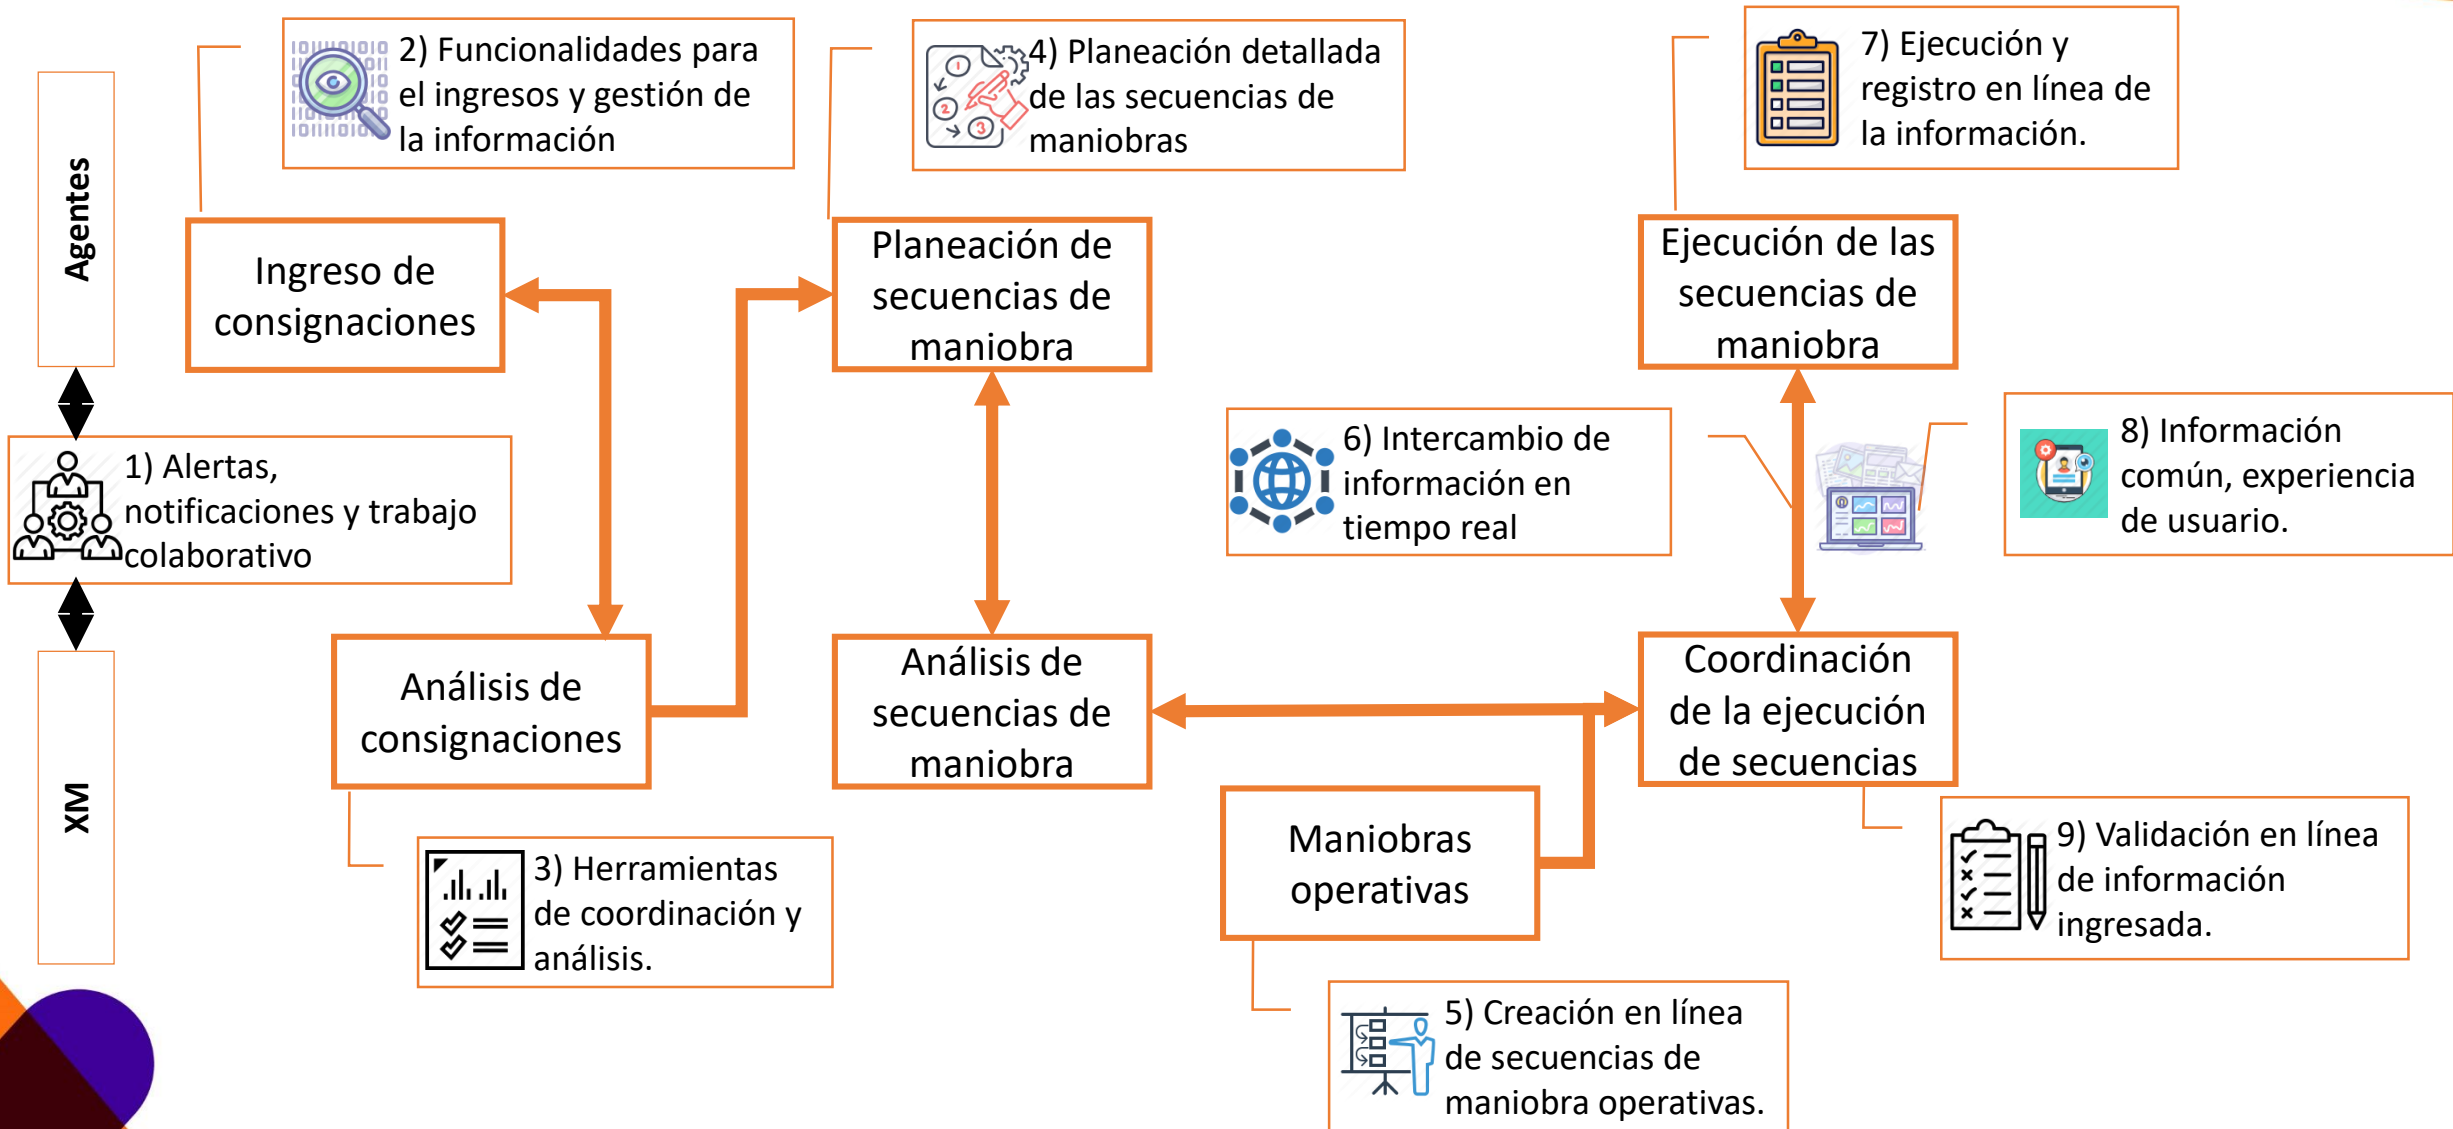 2) Funcionalidades para
el ingresos y gestión de
la información
4) Planeación detallada
de las secuencias de
maniobras
7) Ejecución y
registro en línea de
la información.
Agentes
Ingreso de
consignaciones
Planeación de
secuencias de
maniobra
Ejecución de las
secuencias de
maniobra
1) Alertas,
notificaciones y trabajo
colaborativo
6) Intercambio de
información en
tiempo real
8) Información
común, experiencia
de usuario.
XM
Análisis de
consignaciones
Análisis de
secuencias de
maniobra
Coordinación
de la ejecución
de secuencias
Maniobras
operativas
3) Herramientas
de coordinación y
análisis.
9) Validación en línea
de información
ingresada.
5) Creación en línea
de secuencias de
maniobra operativas.